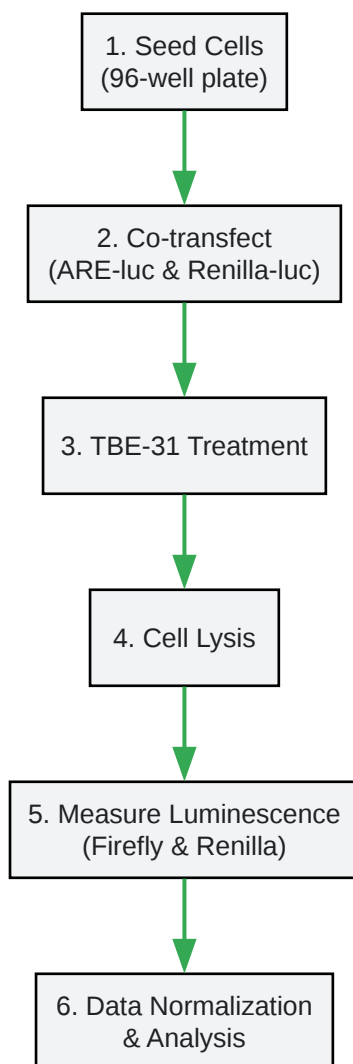 1. Seed Cells
(96-well plate)
2. Co-transfect
(ARE-luc & Renilla-luc)
3. TBE-31 Treatment
4. Cell Lysis
5. Measure Luminescence
(Firefly & Renilla)
6. Data Normalization
& Analysis